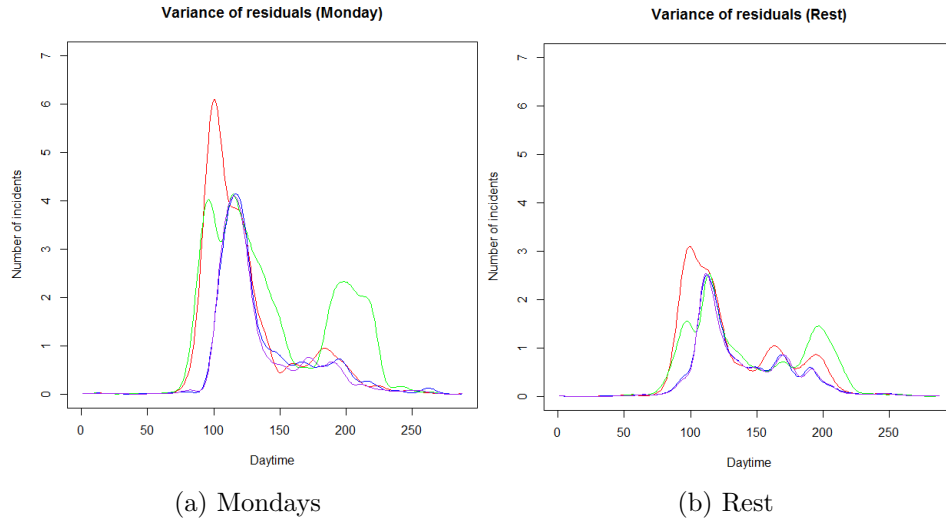 Variance of residuals (Monday)
Number of incidents
7
6
5
4
3
2
1
0
0 50 100 150 200 250
Daytime
(a) Mondays
Variance of residuals (Rest)
Number of incidents
7
6
5
4
3
2
1
0
0 50 100 150 200 250
Daytime
(b) Rest